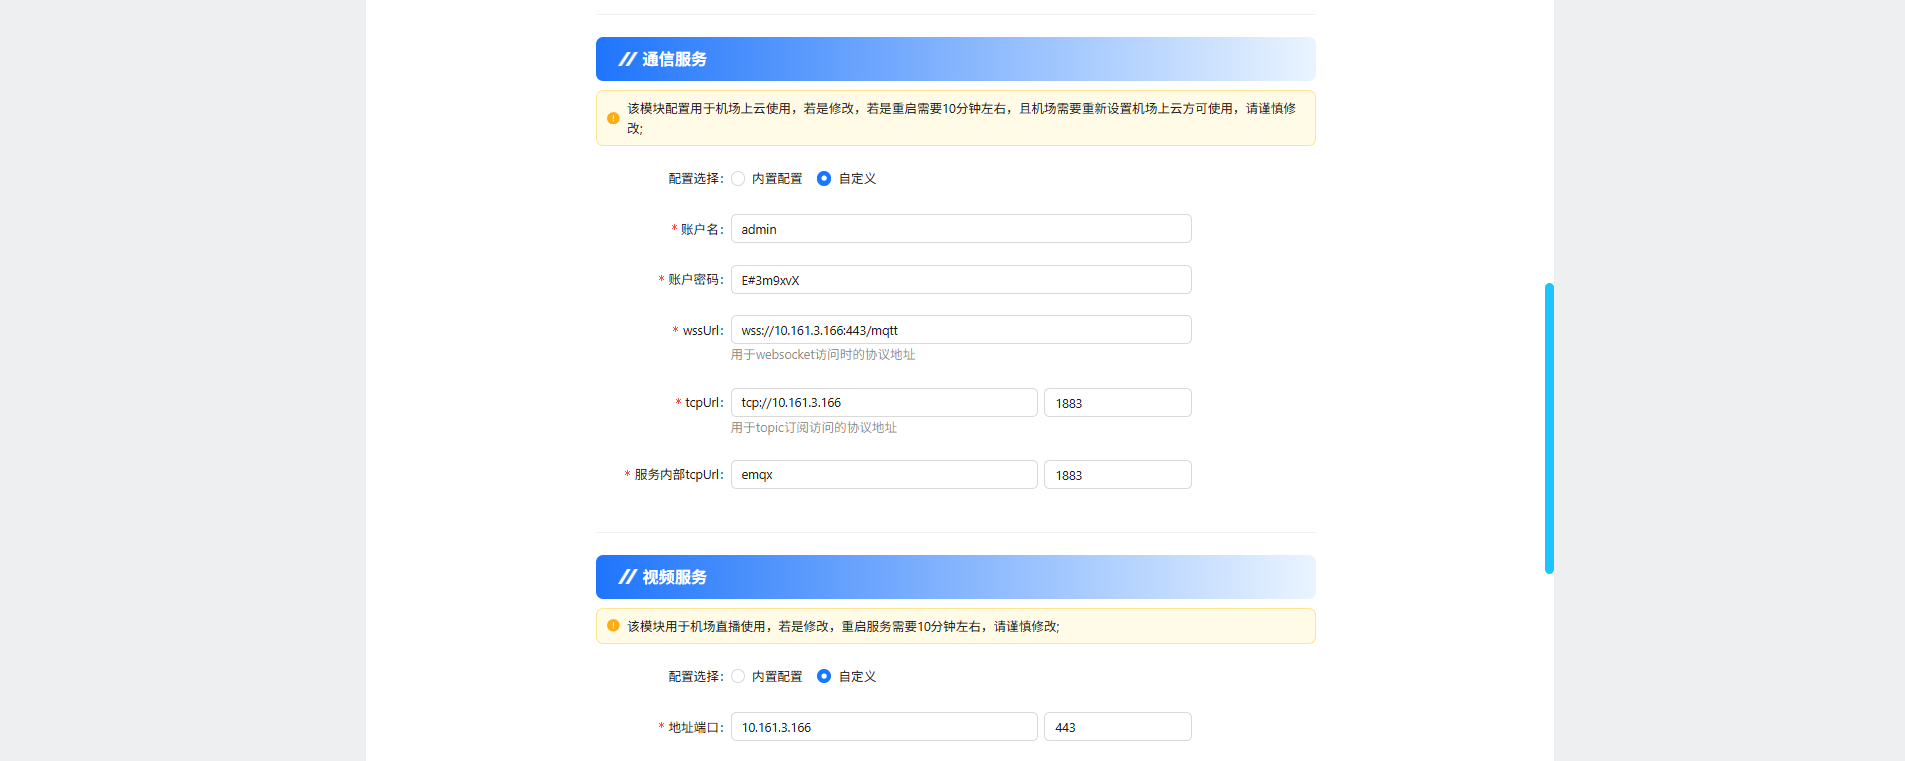 通信服务
该模块配置用于机场上云使用，若是修改，若是重启需要10分钟左右，且机场需要重新设置机场上云方可使用，请谨慎修
改;
配置选择： 内置配置 自定义
* 账户名： admin
* 账户密码： E#3m9xvX
* wssUrl： wss://10.161.3.166:443/mqtt
用于websocket访问时的协议地址
* tcpUrl： tcp://10.161.3.166 1883
用于topic订阅访问的协议地址
* 服务内部tcpUrl： emqx 1883
视频服务
该模块用于机场直播使用，若是修改，重启服务需要10分钟左右，请谨慎修改;
配置选择： 内置配置 自定义
* 地址端口： 10.161.3.166 443